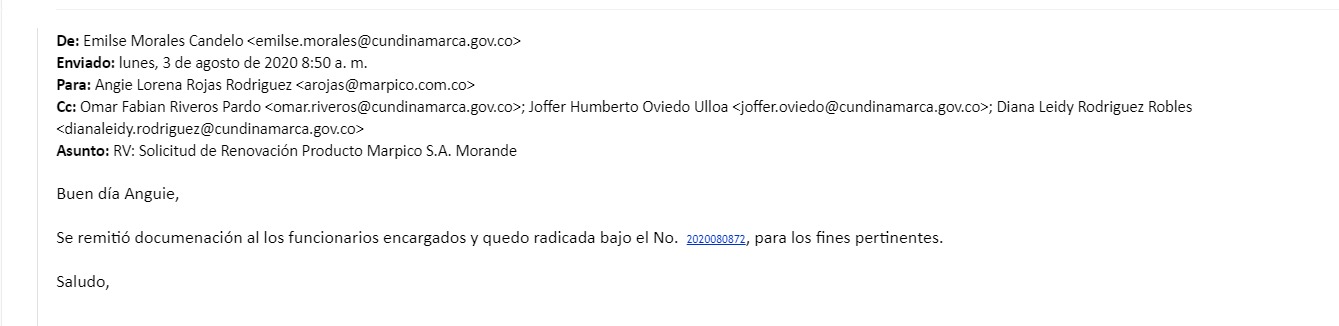 De: Emilse Morales Candelo <emilse.morales@cundinamarca.gov.co>
Enviado: lunes, 3 de agosto de 2020 8:50 a. m.
Para: Angie Lorena Rojas Rodriguez <arojas@marpico.com.co>
Cc: Omar Fabian Riveros Pardo <omar.riveros@cundinamarca.gov.co>; Joffer Humberto Oviedo Ulloa <joffer.oviedo@cundinamarca.gov.co>; Diana Leidy Rodriguez Robles
<dianaleidy.rodriguez@cundinamarca.gov.co>
Asunto: RV: Solicitud de Renovación Producto Marpico S.A. Morande
Buen día Anguie,
Se remitió documenación al los funcionarios encargados y quedo radicada bajo el No. 2020080872, para los fines pertinentes.
Saludo,